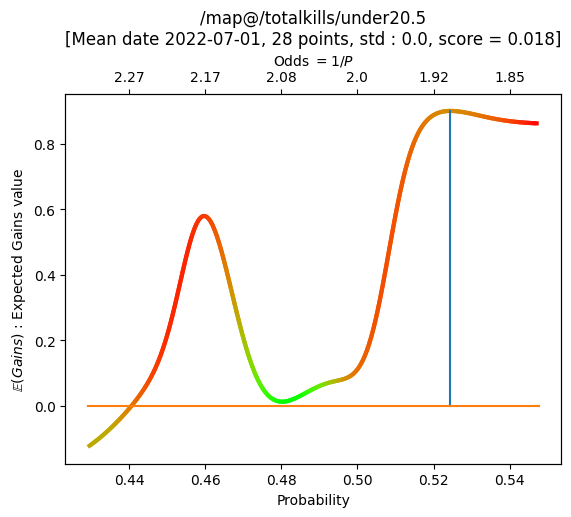 /map@/totalkills/under20.5
[Mean date 2022-07-01, 28 points, std : 0.0, score = 0.018]
Odds = 1/P
2.27 2.17 2.08 2.0 1.92 1.85
𝔼(Gains) : Expected Gains value
0.8
0.6
0.4
0.2
0.0
0.44 0.46 0.48 0.50 0.52 0.54
Probability